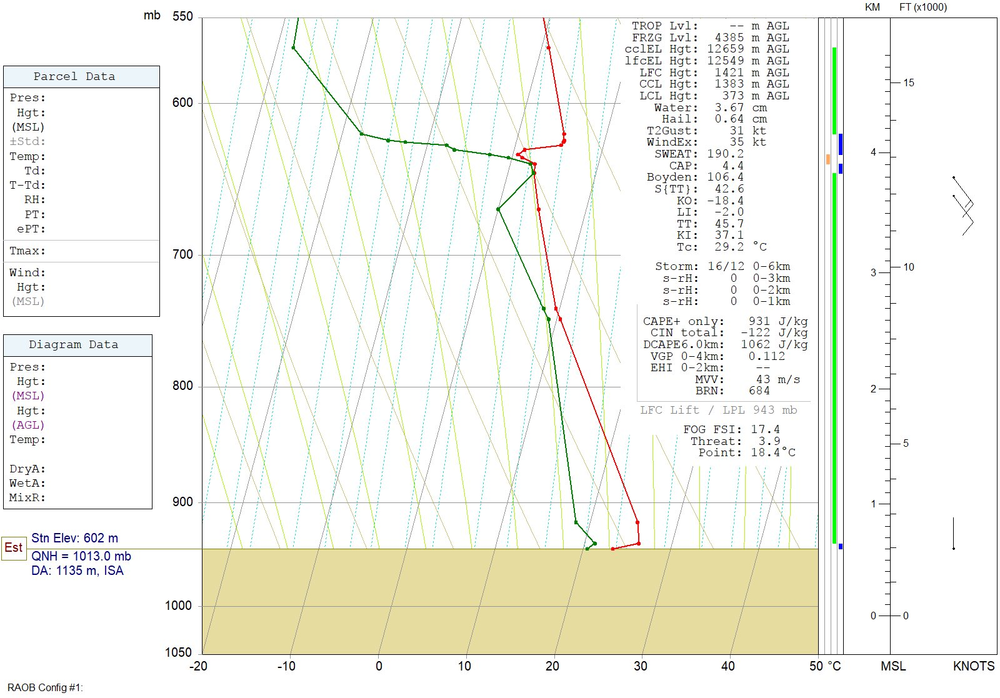 KM FT (x1000)
mb 550
TROP Lvl: -- m AGL
FRZG Lvl: 4385 m AGL
cclEL Hgt: 12659 m AGL
lfcEL Hgt: 12549 m AGL
LFC Hgt: 1421 m AGL
CCL Hgt: 1383 m AGL
LCL Hgt: 373 m AGL
Water: 3.67 cm
Hail: 0.64 cm
T2Gust: 31 kt
WindEx: 35 kt
SWEAT: 190.2
CAP: 4.4
Boyden: 106.4
S{TT}: 42.6
KO: -18.4
LI: -2.0
TT: 45.7
KI: 37.1
Tc: 29.2 °C
Storm: 16/12 0-6km
s-rH: 0 0-3km
s-rH: 0 0-2km
s-rH: 0 0-1km
CAPE+ only: 931 J/kg
CIN total: -122 J/kg
DCAPE6.0km: 1062 J/kg
VGP 0-4km: 0.112
EHI 0-2km: --
MVV: 43 m/s
BRN: 684
LFC Lift / LPL 943 mb
FOG FSI: 17.4
Threat: 3.9
Point: 18.4°C
Parcel Data
Pres:
Hgt:
(MSL)
±Std:
Temp:
Td:
T-Td:
RH:
PT:
ePT:
Tmax:
Wind:
Hgt:
(MSL)
Diagram Data
Pres:
Hgt:
(MSL)
Hgt:
(AGL)
Temp:
DryA:
WetA:
MixR:
Est
Stn Elev: 602 m
QNH = 1013.0 mb
DA: 1135 m, ISA
600
700
800
900
1000
1050
15
4
3
10
2
5
1
0 0
-20 -10 0 10 20 30 40 50 °C MSL KNOTS
RAOB Config #1: